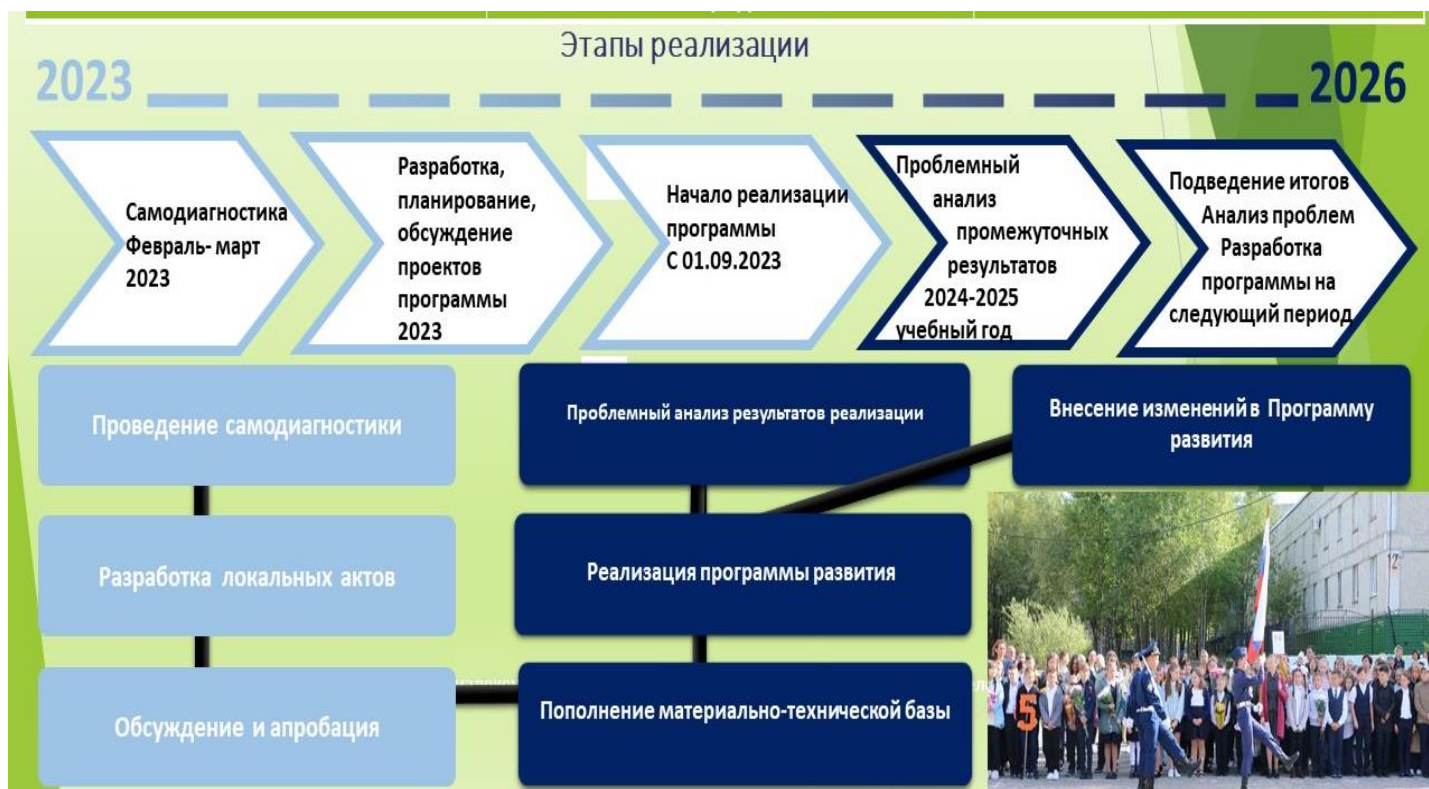 Этапы реализации
2023
2026
Самодиагностика
Февраль- март
2023
Разработка,
планирование,
обсуждение
проектов
программы
2023
Начало реализации
программы
С 01.09.2023
Проблемный
анализ
промежуточных
результатов
2024-2025
учебный год
Подведение итогов
Анализ проблем
Разработка
программы на
следующий период
Проведение самодиагностики
Проблемный анализ результатов реализации
Внесение изменений в Программу
развития
Разработка локальных актов
Реализация программы развития
Обсуждение и апробация
Пополнение материально-технической базы
12
5